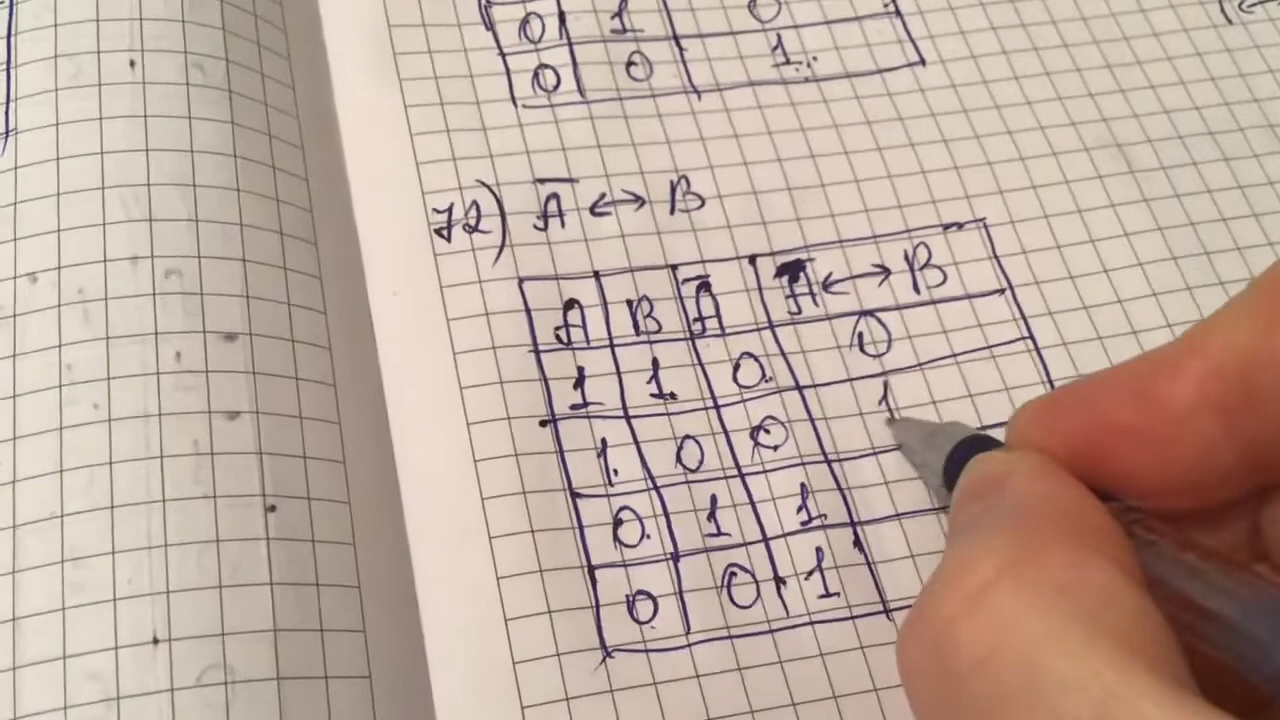 0 1 0
0 0 1
72) A̅ ↔ B
A B A̅ A̅ ↔ B
1 1 0 0
1 0 0 1
0 1 1
0 0 1